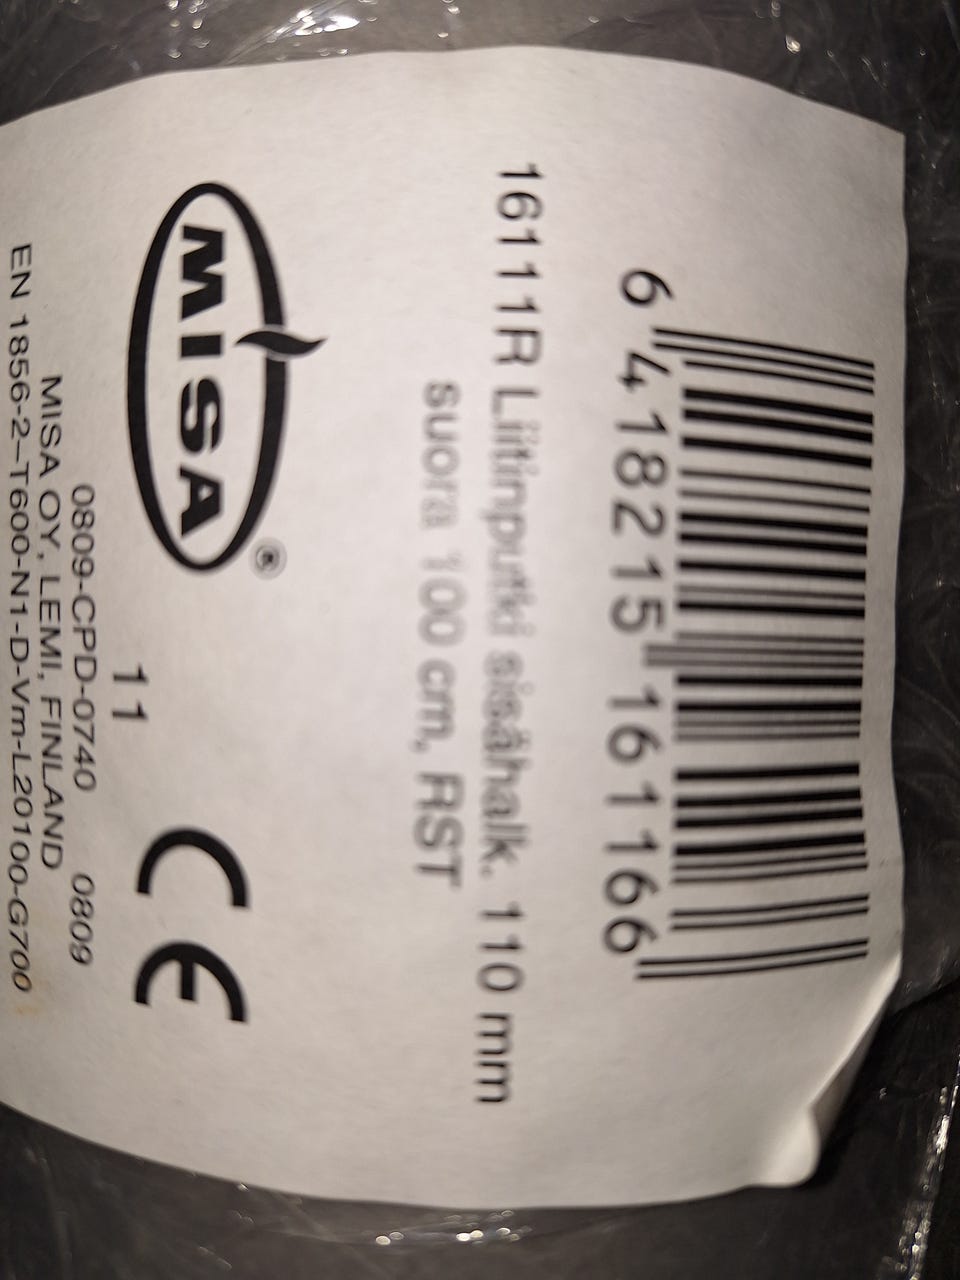 6 418215 161166
16111R Liitinputki sisähalk. 110 mm
suora 100 cm, RST
MISA ®
11
CE
0809-CPD-0740 0809
MISA OY, LEMI, FINLAND
EN 1856-2-T600-N1-D-Vm-L20100-G700